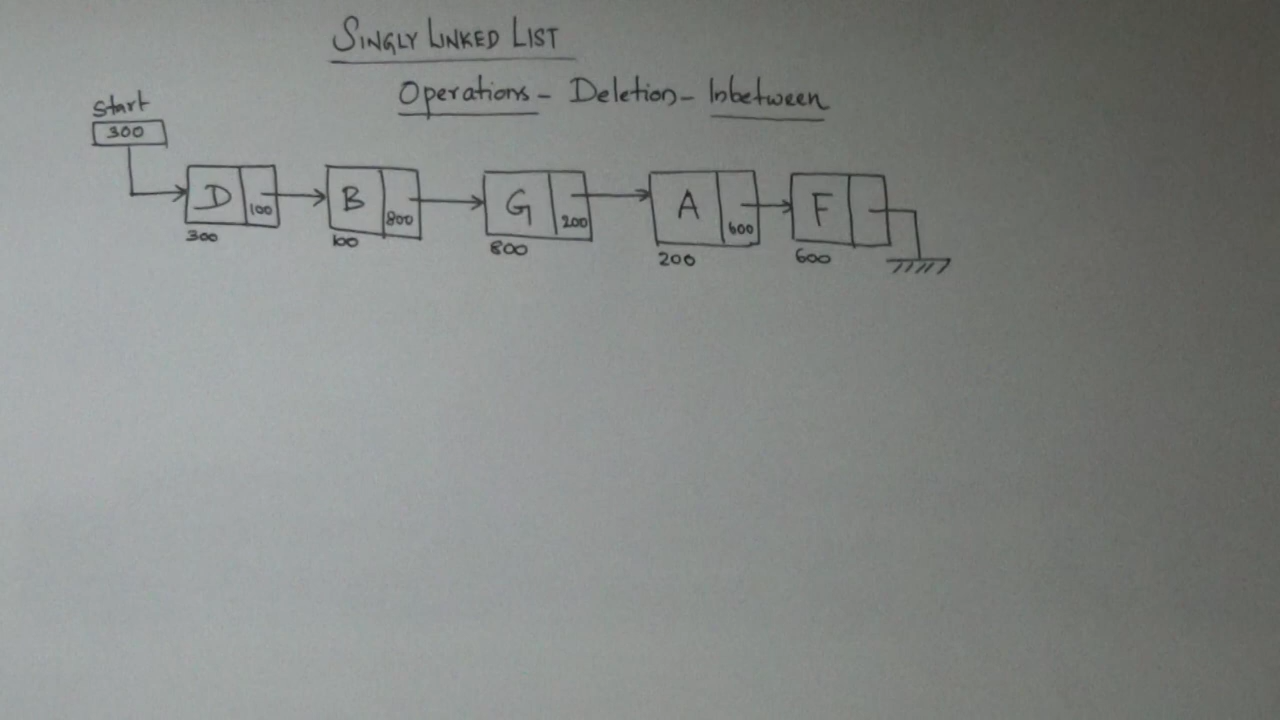 SINGLY LINKED LIST
Operations - Deletion - Inbetween
Start
300
D 100 B 800 G 200 A 600 F
300 100 800 200 600